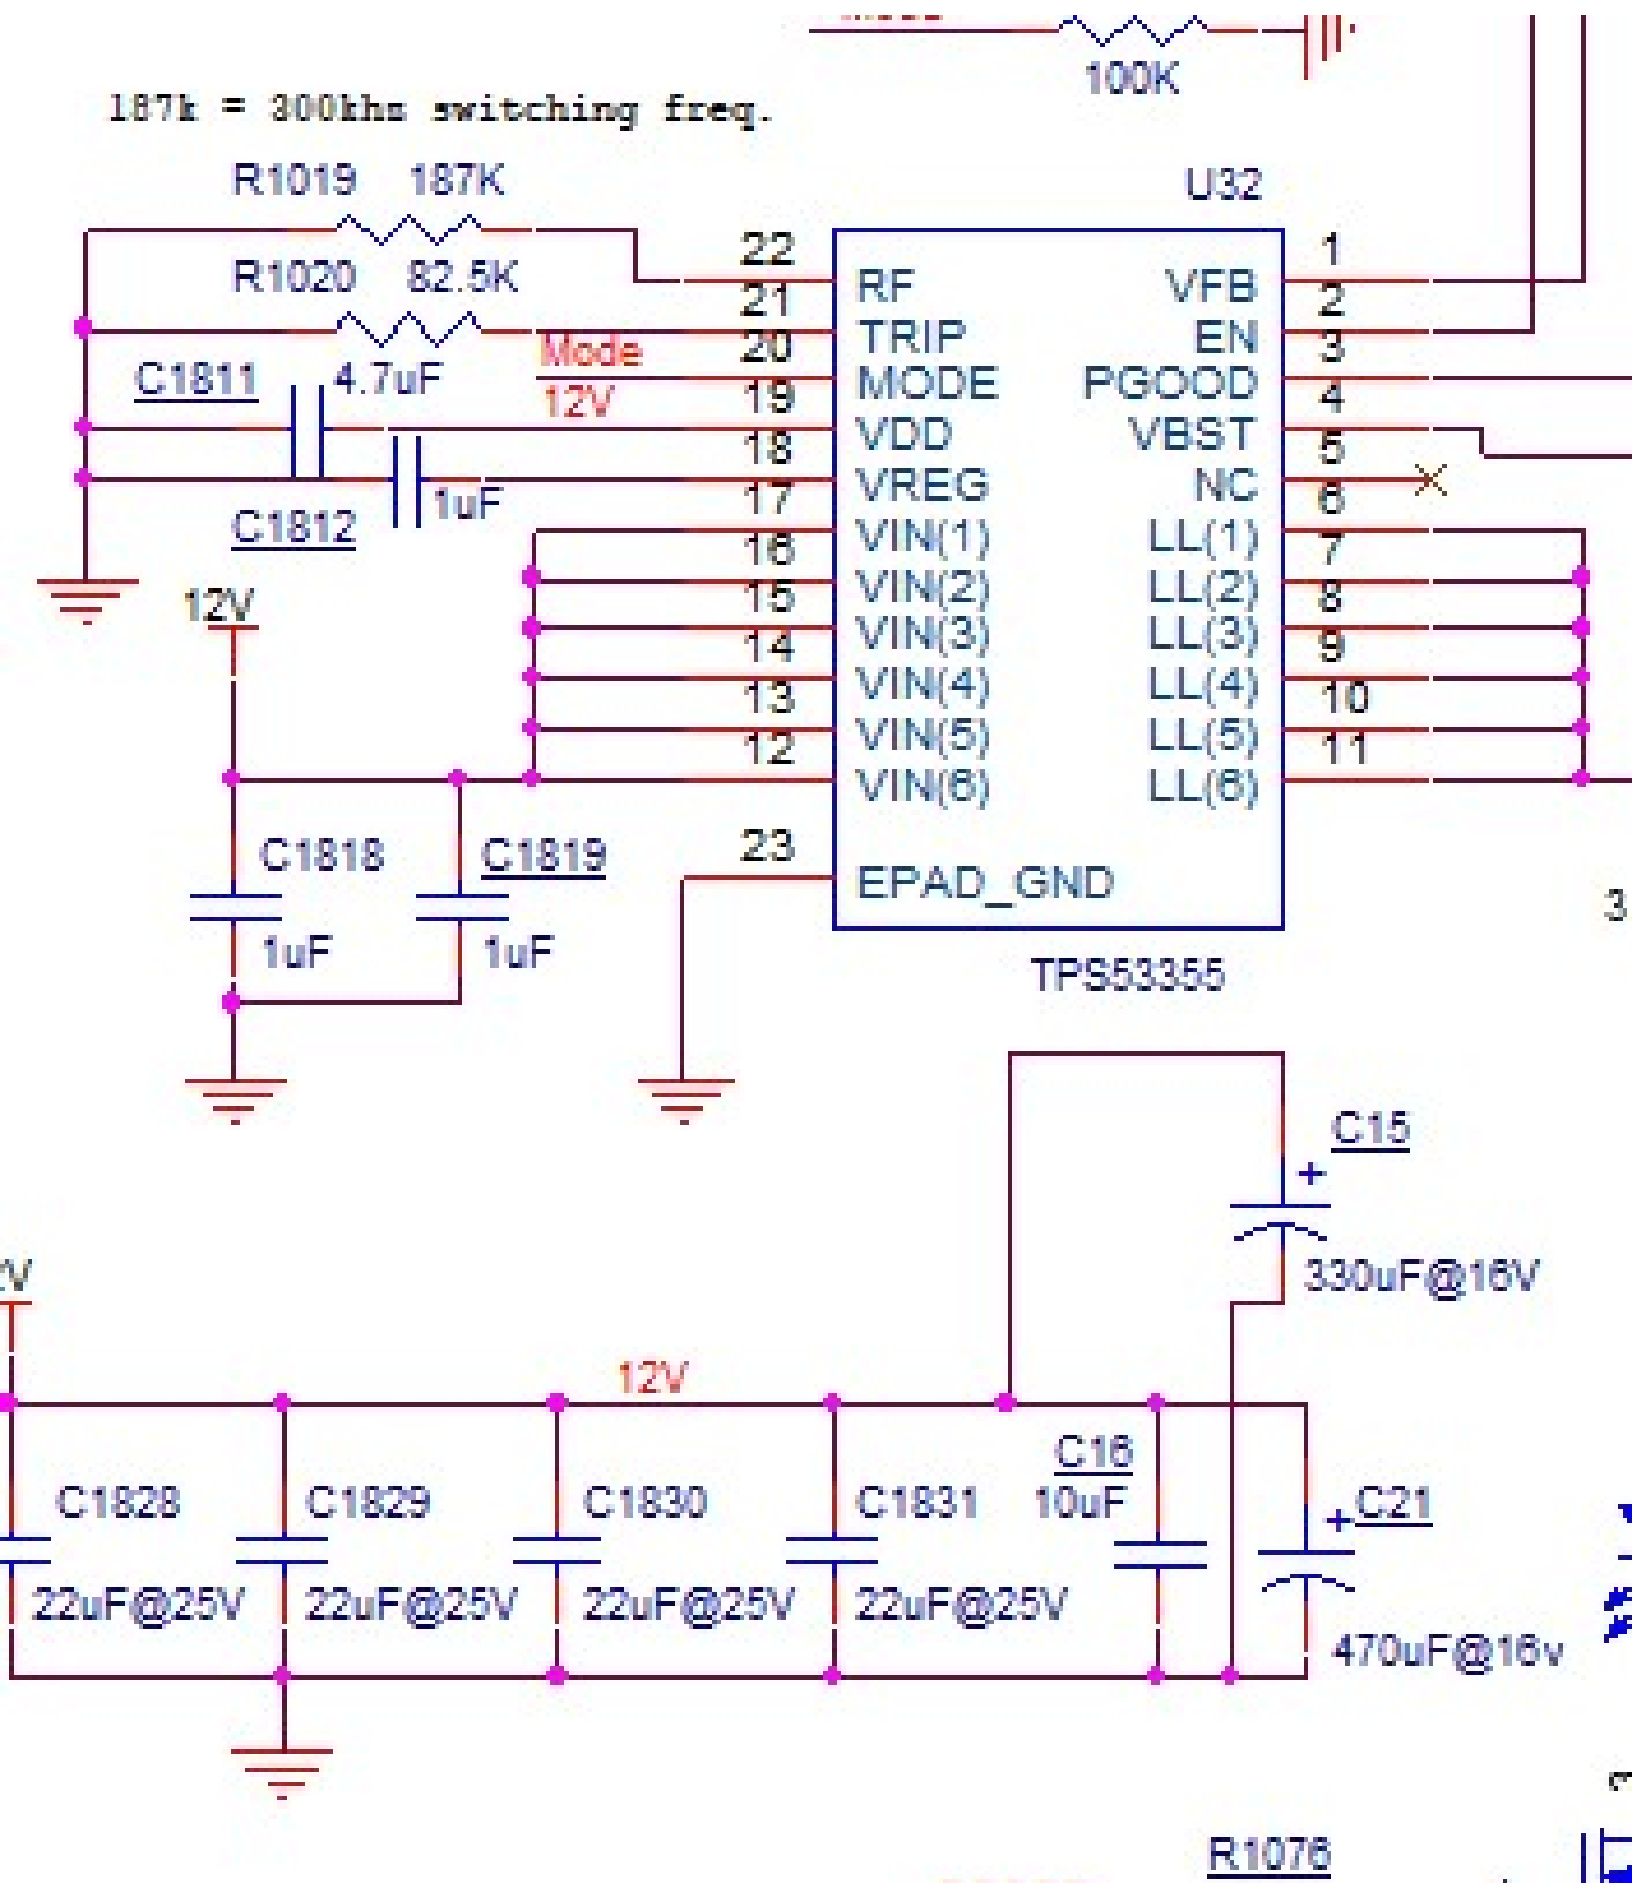 100K
187k = 300khz switching freq.
R1019 187K
U32
22 RF VFB 1
R1020 82.5K
21 TRIP EN 2
Mode
20 MODE PGOOD 3
C1811 4.7uF
12V
19 VDD VBST 4
18 VREG NC 5
C1812 1uF
17 VIN(1) LL(1) 6
16 VIN(2) LL(2) 7
12V
15 VIN(3) LL(3) 8
14 VIN(4) LL(4) 9
13 VIN(5) LL(5) 10
12 VIN(6) LL(6) 11
C1818 C1819
23 EPAD_GND
1uF 1uF
TPS53355
C15
+
330uF@16V
12V
C16
C1828 C1829 C1830 C1831 10uF + C21
22uF@25V 22uF@25V 22uF@25V 22uF@25V
470uF@16v
R1076